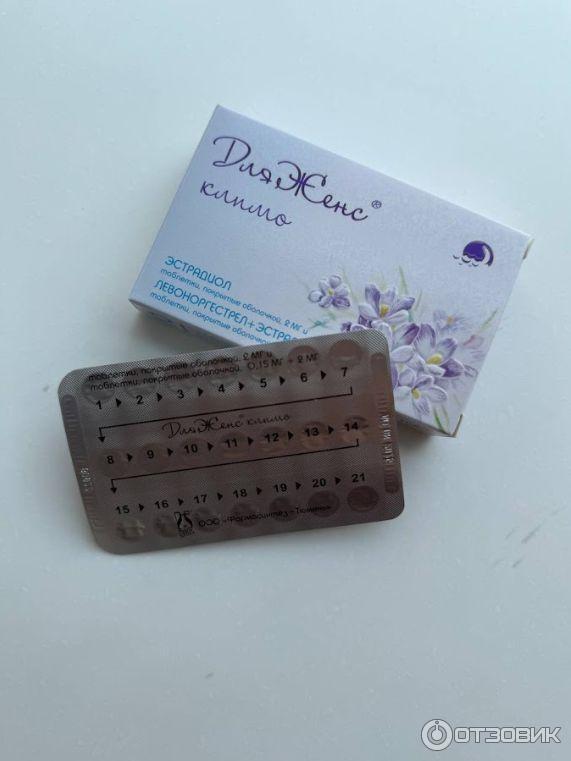 ДляЖенс®
климо
ЭСТРАДИОЛ
таблетки, покрытые оболочкой, 2 мг и
ЛЕВОНОРГЕСТРЕЛ+ЭСТРА
таблетки, покрытые оболочкой
таблетки, покрытые оболочкой, 2 мг и
таблетки, покрытые оболочкой, 0,15 мг + 2 мг
1 2 3 4 5 6 7
ДляЖенс климо
8 9 10 11 12 13 14
15 16 17 18 19 20 21
ООО «Фармасинтез-Тюмень»
ОТЗОВИК